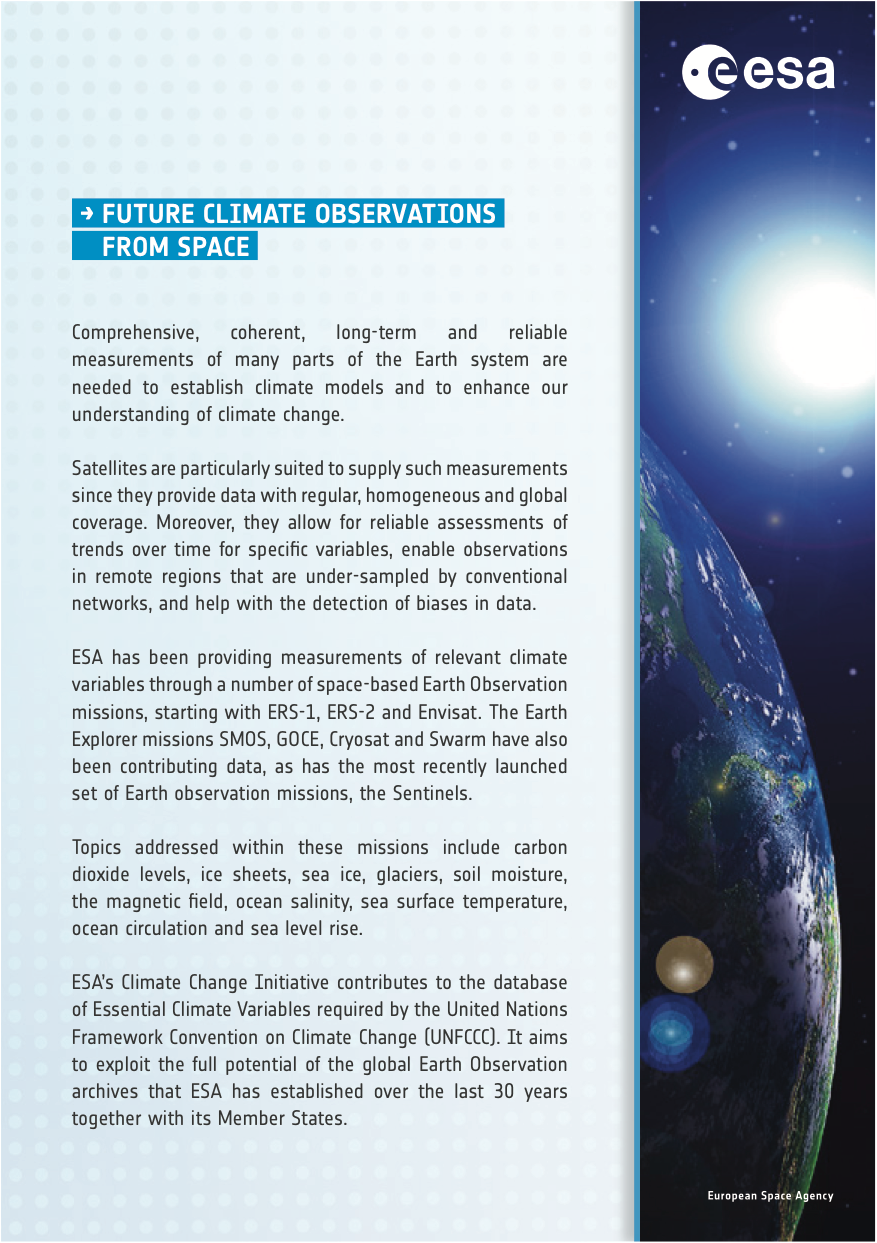 esa
→ FUTURE CLIMATE OBSERVATIONS
FROM SPACE
Comprehensive, coherent, long-term and reliable
measurements of many parts of the Earth system are
needed to establish climate models and to enhance our
understanding of climate change.
Satellites are particularly suited to supply such measurements
since they provide data with regular, homogeneous and global
coverage. Moreover, they allow for reliable assessments of
trends over time for specific variables, enable observations
in remote regions that are under-sampled by conventional
networks, and help with the detection of biases in data.
ESA has been providing measurements of relevant climate
variables through a number of space-based Earth Observation
missions, starting with ERS-1, ERS-2 and Envisat. The Earth
Explorer missions SMOS, GOCE, Cryosat and Swarm have also
been contributing data, as has the most recently launched
set of Earth observation missions, the Sentinels.
Topics addressed within these missions include carbon
dioxide levels, ice sheets, sea ice, glaciers, soil moisture,
the magnetic field, ocean salinity, sea surface temperature,
ocean circulation and sea level rise.
ESA's Climate Change Initiative contributes to the database
of Essential Climate Variables required by the United Nations
Framework Convention on Climate Change (UNFCCC). It aims
to exploit the full potential of the global Earth Observation
archives that ESA has established over the last 30 years
together with its Member States.
European Space Agency